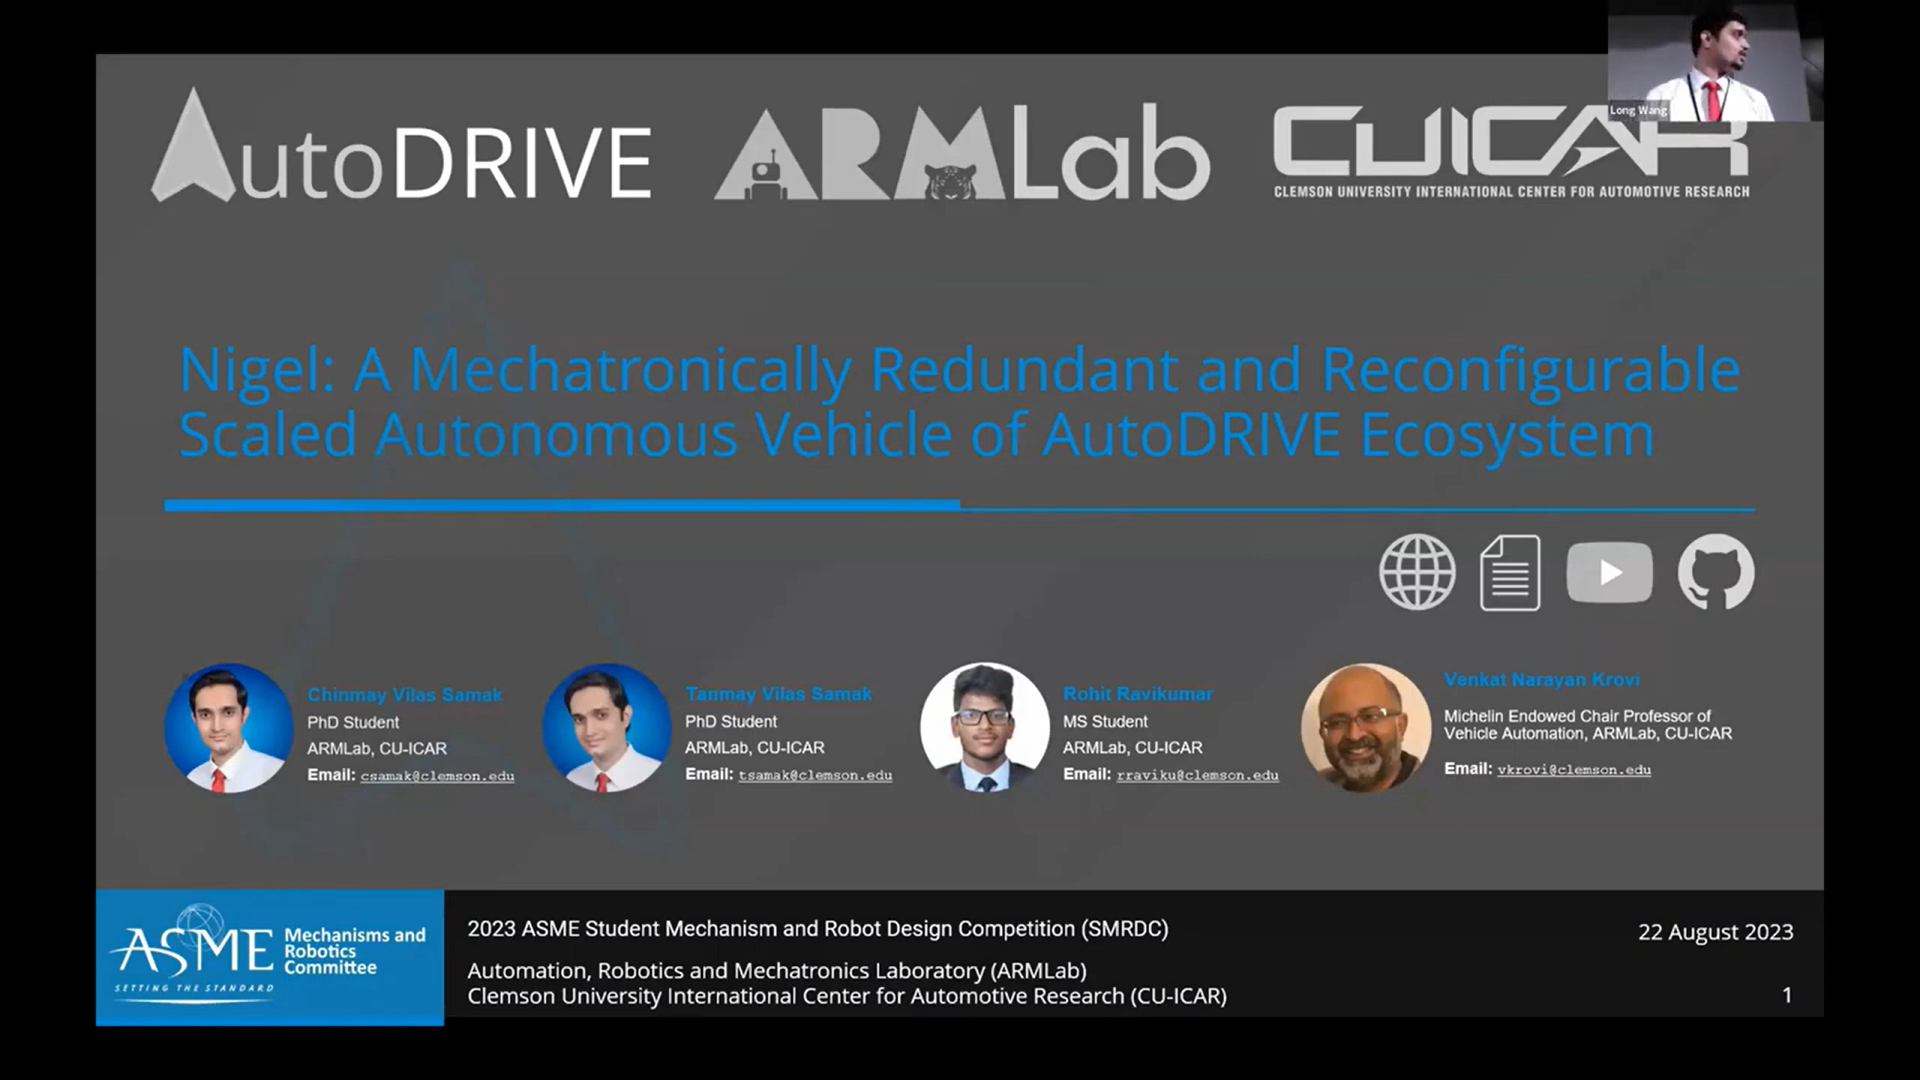 AutoDRIVE
ARMLab
CUICAR
CLEMSON UNIVERSITY INTERNATIONAL CENTER FOR AUTOMOTIVE RESEARCH
Long Wang
Nigel: A Mechatronically Redundant and Reconfigurable
Scaled Autonomous Vehicle of AutoDRIVE Ecosystem
Chinmay Vilas Samak
PhD Student
ARMLab, CU-ICAR
Email: csamak@clemson.edu
Tanmay Vilas Samak
PhD Student
ARMLab, CU-ICAR
Email: tsamak@clemson.edu
Rohit Ravikumar
MS Student
ARMLab, CU-ICAR
Email: rraviku@clemson.edu
Venkat Narayan Krovi
Michelin Endowed Chair Professor of
Vehicle Automation, ARMLab, CU-ICAR
Email: vkrovi@clemson.edu
ASME
SETTING THE STANDARD
Mechanisms and
Robotics
Committee
2023 ASME Student Mechanism and Robot Design Competition (SMRDC)
Automation, Robotics and Mechatronics Laboratory (ARMLab)
Clemson University International Center for Automotive Research (CU-ICAR)
22 August 2023
1